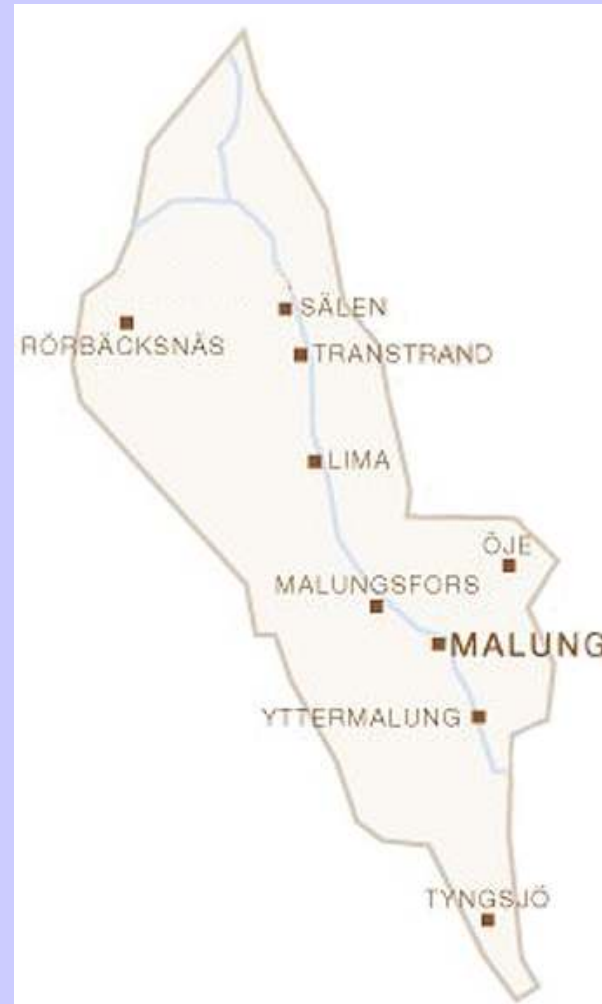 SÄLEN
RÖRBÄCKSNÄS
TRANSTRAND
LIMA
ÖJE
MALUNGSFORS
MALUNG
YTTERMALUNG
TYNGSJÖ